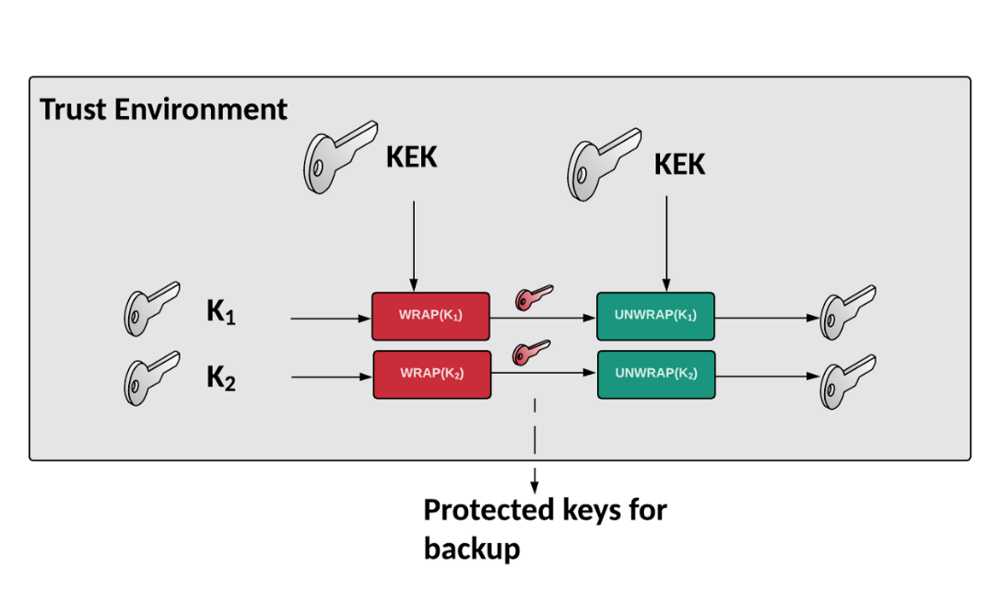 Trust Environment
KEK
KEK
K₁
WRAP(K₁)
UNWRAP(K₁)
K₂
WRAP(K₂)
UNWRAP(K₂)
Protected keys for
backup